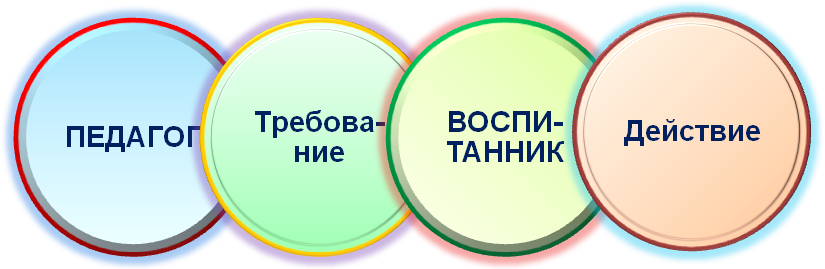 ПЕДАГОГ
Требова-
ние
ВОСПИ-
ТАННИК
Действие